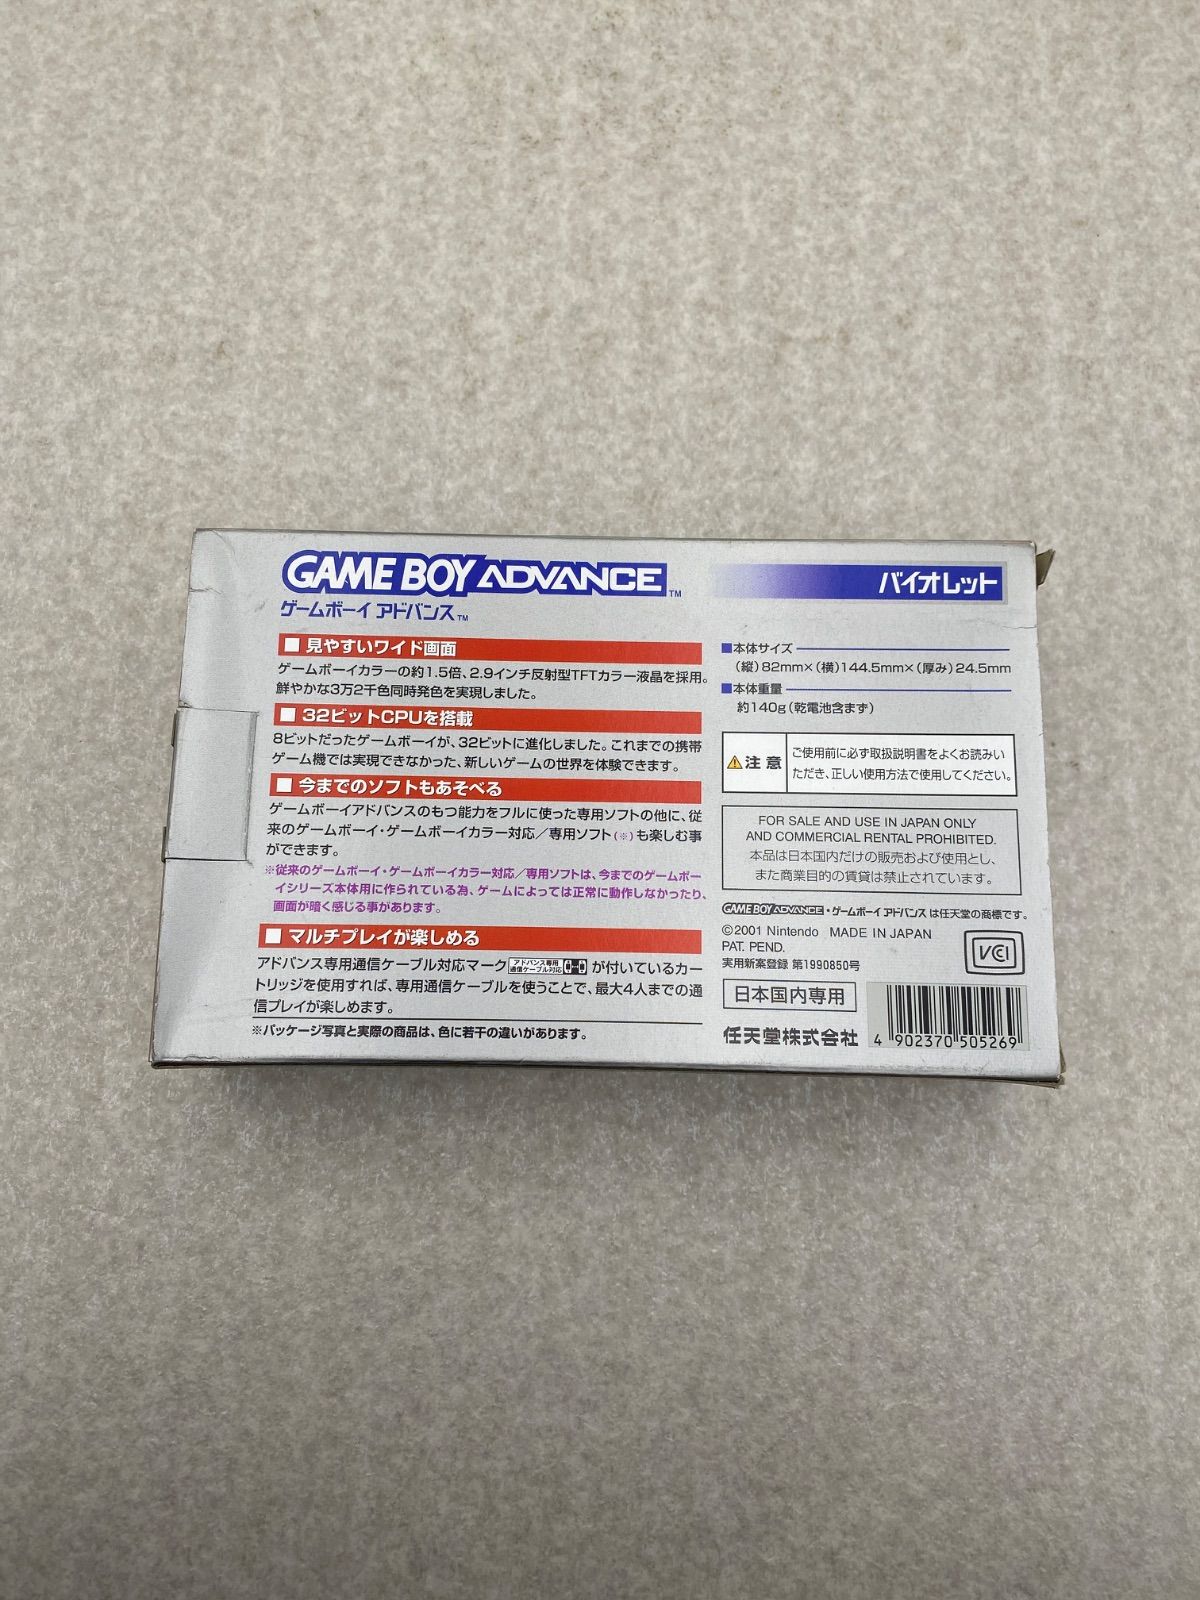 GAME BOY ADVANCE™
ゲームボーイ アドバンス™
バイオレット
■ 見やすいワイド画面
ゲームボーイカラーの約1.5倍、2.9インチ反射型TFTカラー液晶を採用。
鮮やかな3万2千色同時発色を実現しました。
■ 32ビットCPUを搭載
8ビットだったゲームボーイが、32ビットに進化しました。これまでの携帯
ゲーム機では実現できなかった、新しいゲームの世界を体験できます。
■ 今までのソフトもあそべる
ゲームボーイアドバンスのもつ能力をフルに使った専用ソフトの他に、従
来のゲームボーイ・ゲームボーイカラー対応／専用ソフト(※)も楽しむ事
ができます。
※従来のゲームボーイ・ゲームボーイカラー対応／専用ソフトは、今までのゲームボー
イシリーズ本体用に作られている為、ゲームによっては正常に動作しなかったり、
画面が暗く感じる事があります。
■ マルチプレイが楽しめる
アドバンス専用通信ケーブル対応マーク アドバンス専用 通信ケーブル対応 が付いているカー
トリッジを使用すれば、専用通信ケーブルを使うことで、最大4人までの通
信プレイが楽しめます。
※パッケージ写真と実際の商品は、色に若干の違いがあります。
■本体サイズ
（縦）82mm×（横）144.5mm×（厚み）24.5mm
■本体重量
約140g（乾電池含まず）
注意
ご使用前に必ず取扱説明書をよくお読みい
ただき、正しい使用方法で使用してください。
FOR SALE AND USE IN JAPAN ONLY
AND COMMERCIAL RENTAL PROHIBITED.
本品は日本国内だけの販売および使用とし、
また商業目的の賃貸は禁止されています。
GAME BOY ADVANCE・ゲームボーイ アドバンス は任天堂の商標です。
©2001 Nintendo MADE IN JAPAN
PAT. PEND.
実用新案登録 第1990850号
VCI
日本国内専用
任天堂株式会社
4 902370 505269